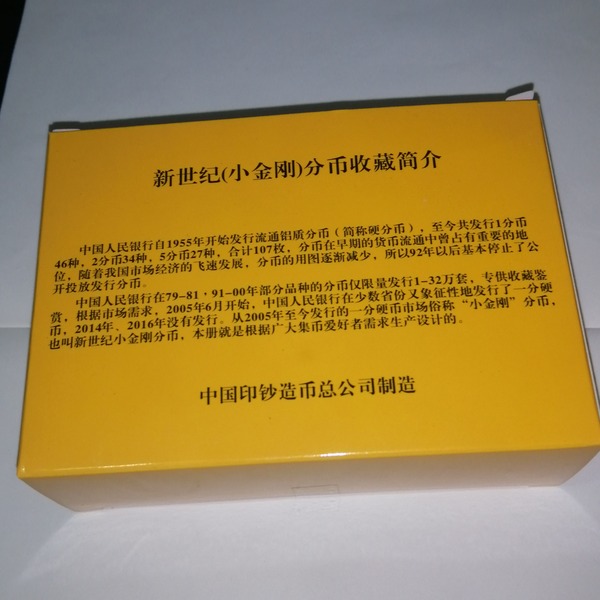 新世纪(小金刚)分币收藏简介
中国人民银行自1955年开始发行流通铝质分币（简称硬分币），至今共发行1分币
46种，2分币34种，5分币27种，合计107枚，分币在早期的货币流通中曾占有重要的地
位，随着我国市场经济的飞速发展，分币的用图逐渐减少，所以92年以后基本停止了公
开投放发行分币。
中国人民银行在79-81，91-00年部分品种的分币仅限量发行1-32万套，专供收藏鉴
赏，根据市场需求，2005年6月开始，中国人民银行在少数省份又象征性地发行了一分硬
币，2014年、2016年没有发行。从2005年至今发行的一分硬币市场俗称“小金刚”分币，
也叫新世纪小金刚分币，本册就是根据广大集币爱好者需求生产设计的。
中国印钞造币总公司制造